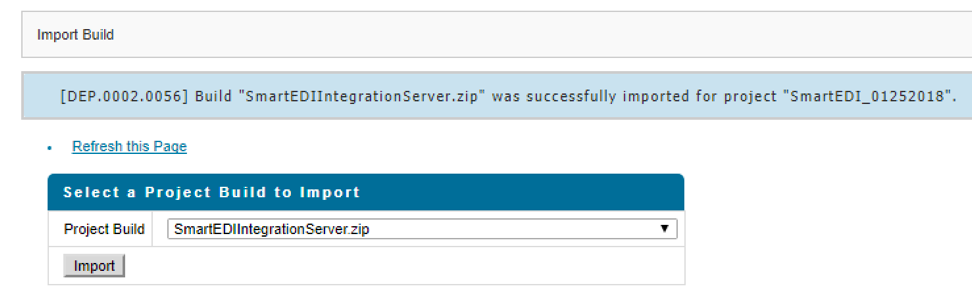 Import Build
[DEP.0002.0056] Build "SmartEDIIntegrationServer.zip" was successfully imported for project "SmartEDI_01252018".
Refresh this Page
Select a Project Build to Import
Project Build SmartEDIIntegrationServer.zip
Import